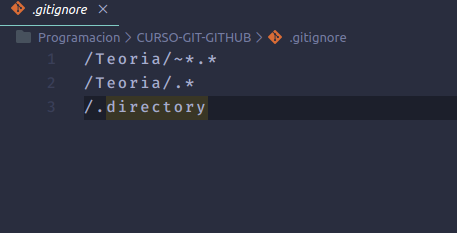 .gitignore
Programacion > CURSO-GIT-GITHUB > .gitignore
1 /Teoria/~*.*
2 /Teoria/.*
3 /.directory